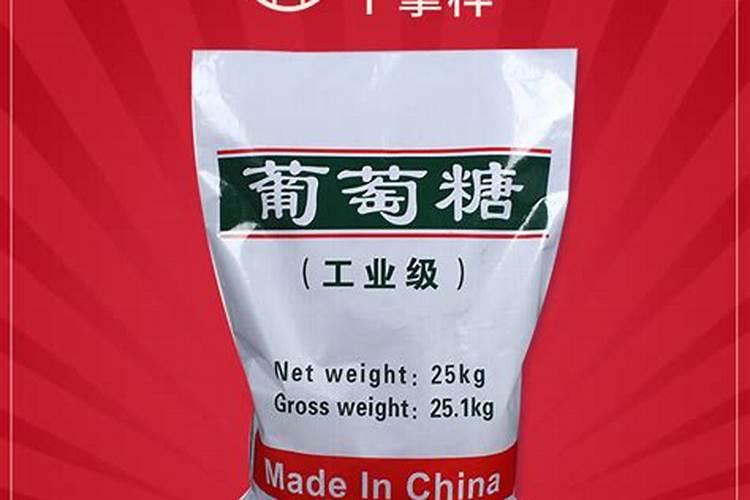 葡萄糖
（工业级）
Net weight: 25kg
Gross weight: 25.1kg
Made In China